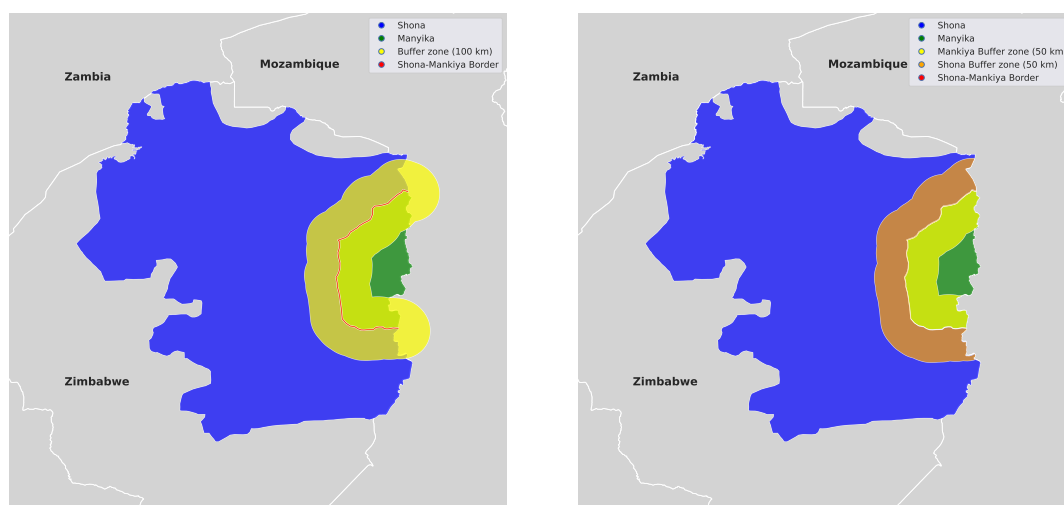 Shona
Manyika
Buffer zone (100 km)
Shona-Mankiya Border
Mozambique
Zambia
Zimbabwe
Shona
Manyika
Mankiya Buffer zone (50 km
Shona Buffer zone (50 km)
Shona-Mankiya Border
Mozambique
Zambia
Zimbabwe